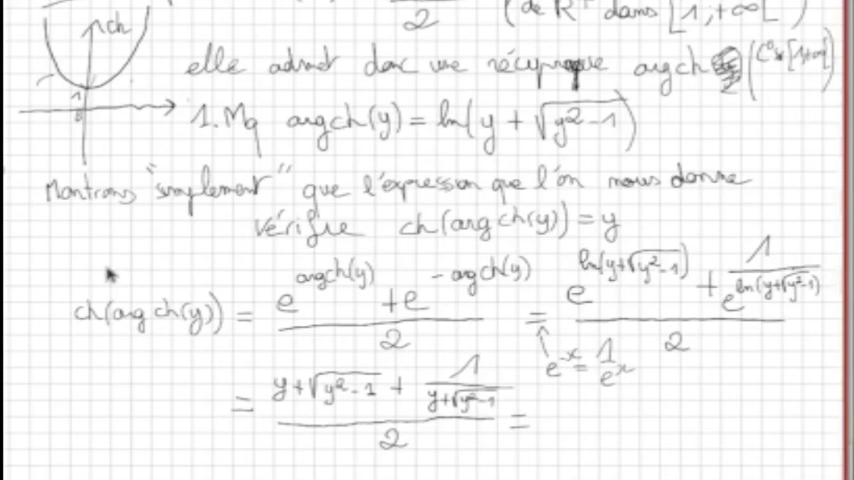 ch
2
(de R⁺ dans [1,+∞[)
elle admet donc une réciproque argch (C⁰ sr [1,+∞[)
1
0
1. Mq argch(y) = ln(y + √(y²-1))
Montrons "simplement" que l'expression que l'on nous donne
vérifie ch(argch(y)) = y
ch(argch(y)) = (e^(argch(y)) + e^(-argch(y)))/2 = (e^(ln(y+√(y²-1))) + 1/e^(ln(y+√(y²-1))))/2
e^(-x) = 1/e^x
= (y+√(y²-1) + 1/(y+√(y²-1)))/2 =